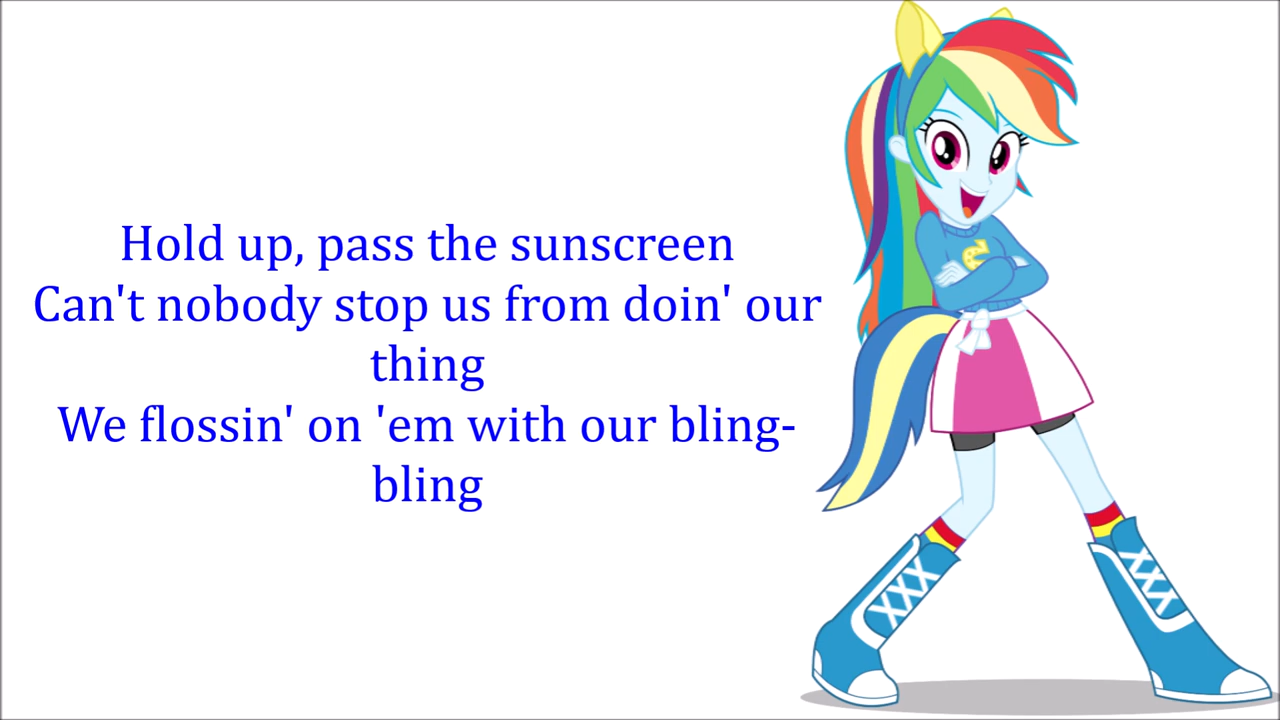 Hold up, pass the sunscreen
Can't nobody stop us from doin' our
thing
We flossin' on 'em with our bling-
bling